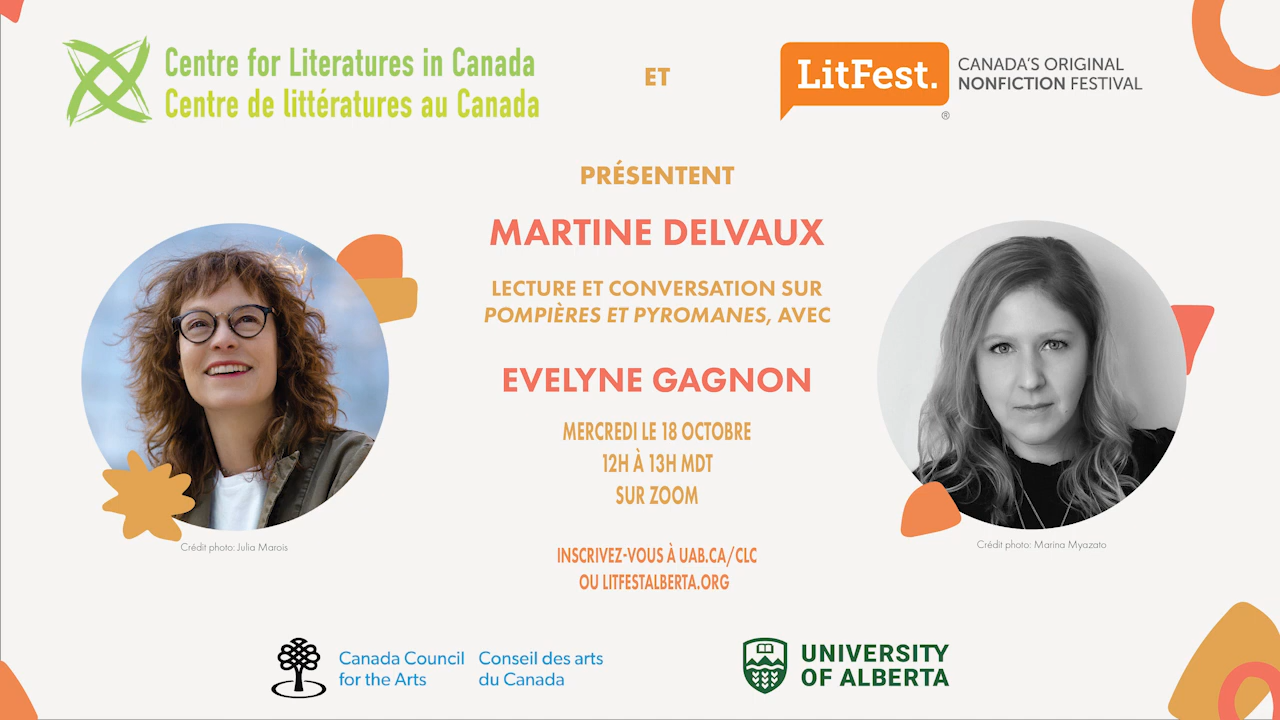 Centre for Literatures in Canada
Centre de littératures au Canada
ET
LitFest.
®
CANADA'S ORIGINAL
NONFICTION FESTIVAL
PRÉSENTENT
MARTINE DELVAUX
LECTURE ET CONVERSATION SUR
POMPIÈRES ET PYROMANES, AVEC
EVELYNE GAGNON
MERCREDI LE 18 OCTOBRE
12H À 13H MDT
SUR ZOOM
Crédit photo: Julia Marois
Crédit photo: Marina Myazato
INSCRIVEZ-VOUS À UAB.CA/CLC
OU LITFESTALBERTA.ORG
Canada Council
for the Arts
Conseil des arts
du Canada
UNIVERSITY
OF ALBERTA